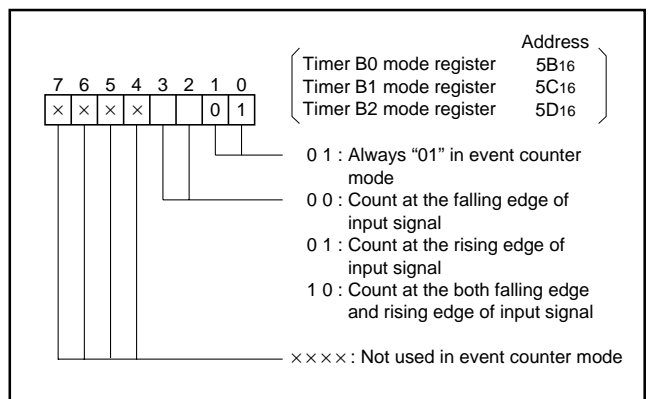 Address
Timer B0 mode register 5B16
Timer B1 mode register 5C16
Timer B2 mode register 5D16
7 6 5 4 3 2 1 0
× × × × 0 1
0 1 : Always “01” in event counter
mode
0 0 : Count at the falling edge of
input signal
0 1 : Count at the rising edge of
input signal
1 0 : Count at the both falling edge
and rising edge of input signal
×××× : Not used in event counter mode